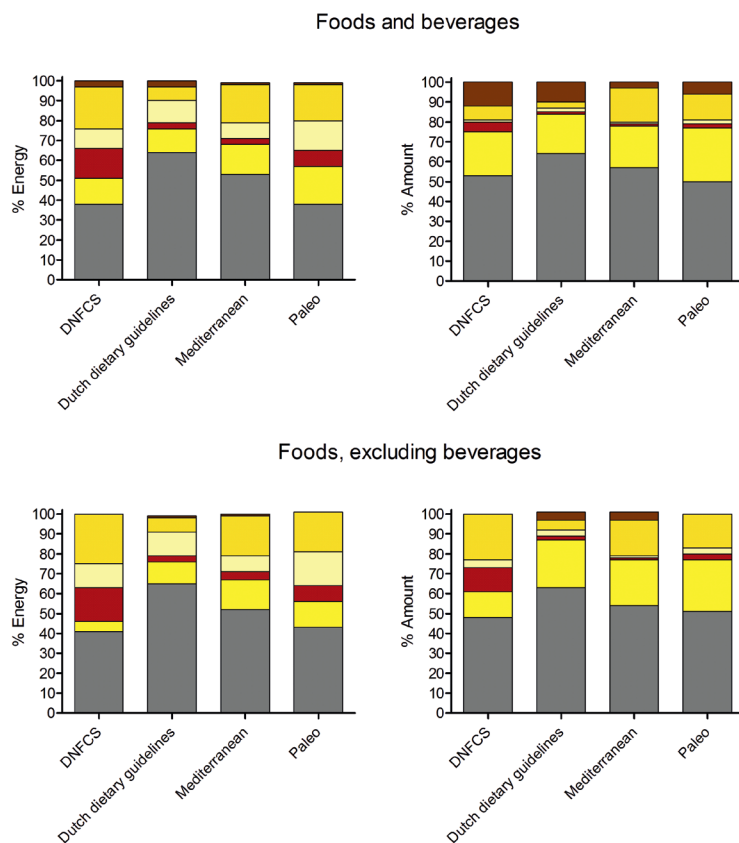 Foods and beverages
% Energy
100
90
80
70
60
50
40
30
20
10
0
DNFCS
Dutch dietary guidelines
Mediterranean
Paleo
% Amount
100
90
80
70
60
50
40
30
20
10
0
DNFCS
Dutch dietary guidelines
Mediterranean
Paleo
Foods, excluding beverages
% Energy
100
90
80
70
60
50
40
30
20
10
0
DNFCS
Dutch dietary guidelines
Mediterranean
Paleo
% Amount
100
90
80
70
60
50
40
30
20
10
0
DNFCS
Dutch dietary guidelines
Mediterranean
Paleo